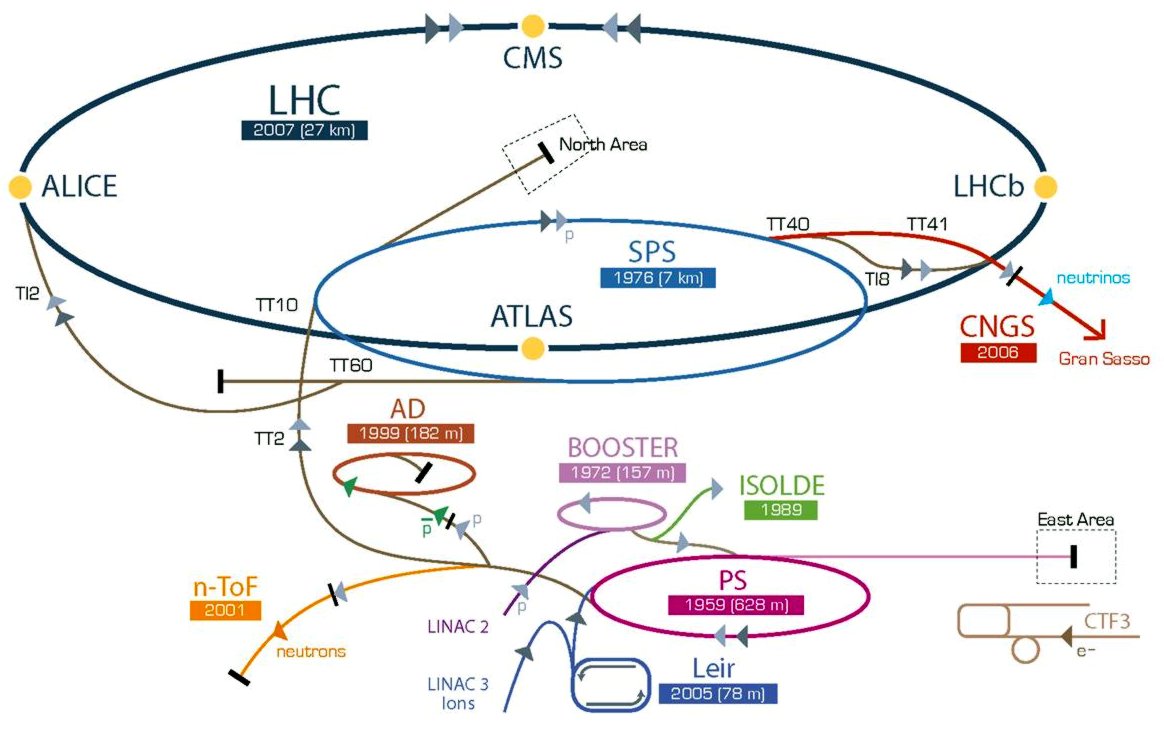 CMS
LHC
2007 (27 km)
North Area
ALICE
LHCb
TT40
TT41
p
SPS
1976 (7 km)
TI8
neutrinos
TI2
TT10
ATLAS
CNGS
2006
Gran Sasso
TT60
AD
1999 (182 m)
TT2
BOOSTER
1972 (157 m)
ISOLDE
1989
p
p
East Area
n-ToF
2001
PS
1959 (628 m)
p
LINAC 2
CTF3
neutrons
e-
LINAC 3
Ions
Leir
2005 (78 m)